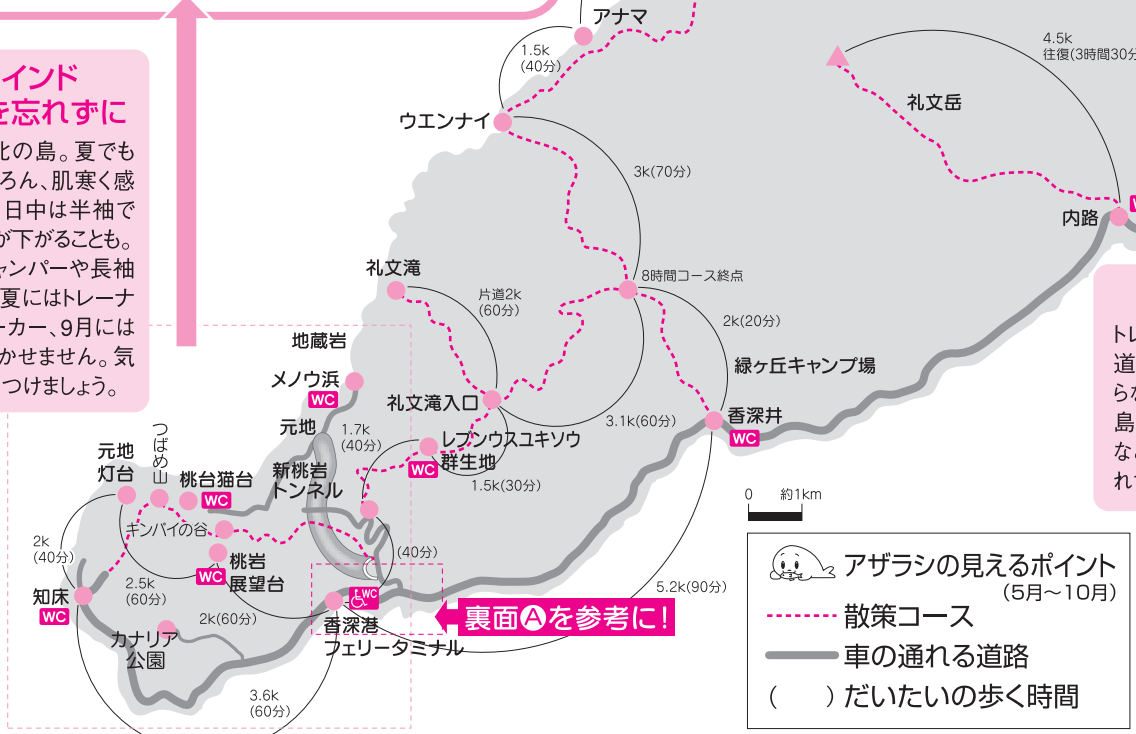 アナマ
1.5k
(40分)
4.5k
往復(3時間30分
礼文岳
インド
を忘れずに
北の島。夏でも
ろん、肌寒く感
日中は半袖で
が下がることも。
ャンパーや長袖
夏にはトレーナ
ーカー、9月には
かせません。気
つけましょう。
ウエンナイ
3k(70分)
内路
8時間コース終点
礼文滝
片道2k
(60分)
2k(20分)
地蔵岩
緑ヶ丘キャンプ場
メノウ浜
WC
礼文滝入口
香深井
WC
3.1k(60分)
元地
1.7k
(40分)
レブンウスユキソウ
群生地
WC
1.5k(30分)
つばめ山
元地
灯台
桃台猫台
WC
新桃岩
トンネル
キンバイの谷
2k
(40分)
桃岩
展望台
WC
(40分)
2.5k
(60分)
知床
WC
2k(60分)
WC
5.2k(90分)
裏面Ⓐを参考に!
香深港
フェリーターミナル
カナリア
公園
3.6k
(60分)
0 約1km
アザラシの見えるポイント
(5月〜10月)
散策コース
車の通れる道路
( )だいたいの歩く時間
トレ
道
らな
島
など
れ